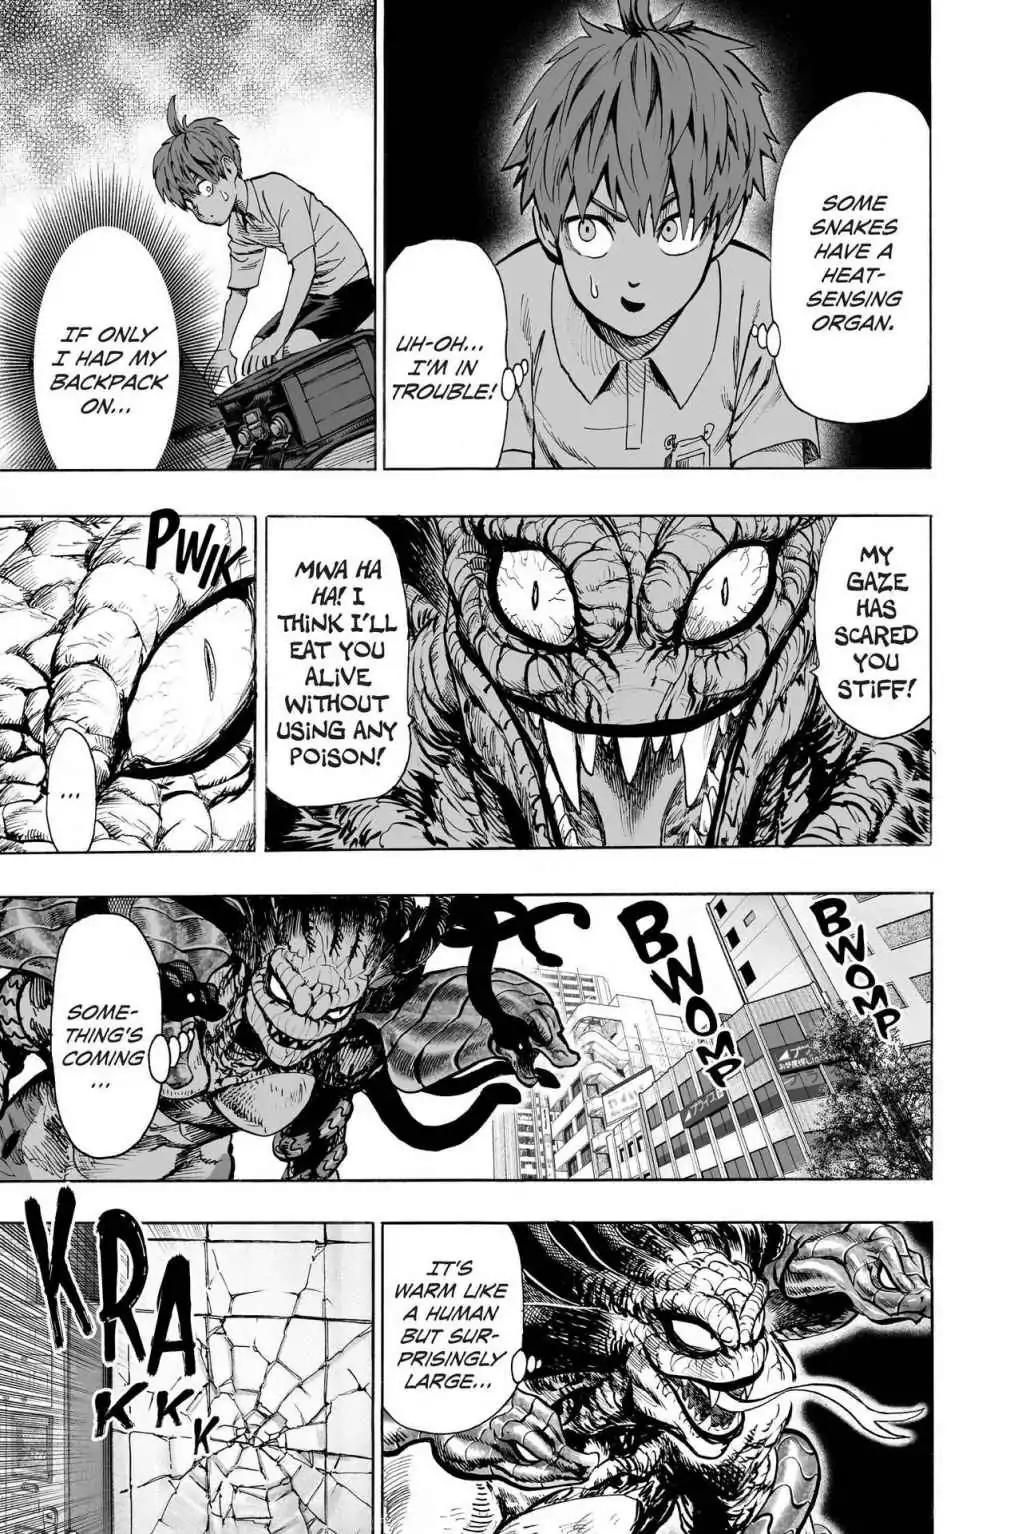 SOME
SNAKES
HAVE A
HEAT-
SENSING
ORGAN.
UH-OH...
I'M IN
TROUBLE!
IF ONLY
I HAD MY
BACKPACK
ON...
MY
GAZE HAS
SCARED
YOU
STIFF!
MWA HA
HA! I
THINK I'LL
EAT YOU
ALIVE
WITHOUT
USING ANY
POISON!
PWIK
...
BWOMP
BWOMP
SOME-
THING'S
COMING
...
IT'S
WARM LIKE
A HUMAN
BUT SUR-
PRISINGLY
LARGE...
KRAKKK